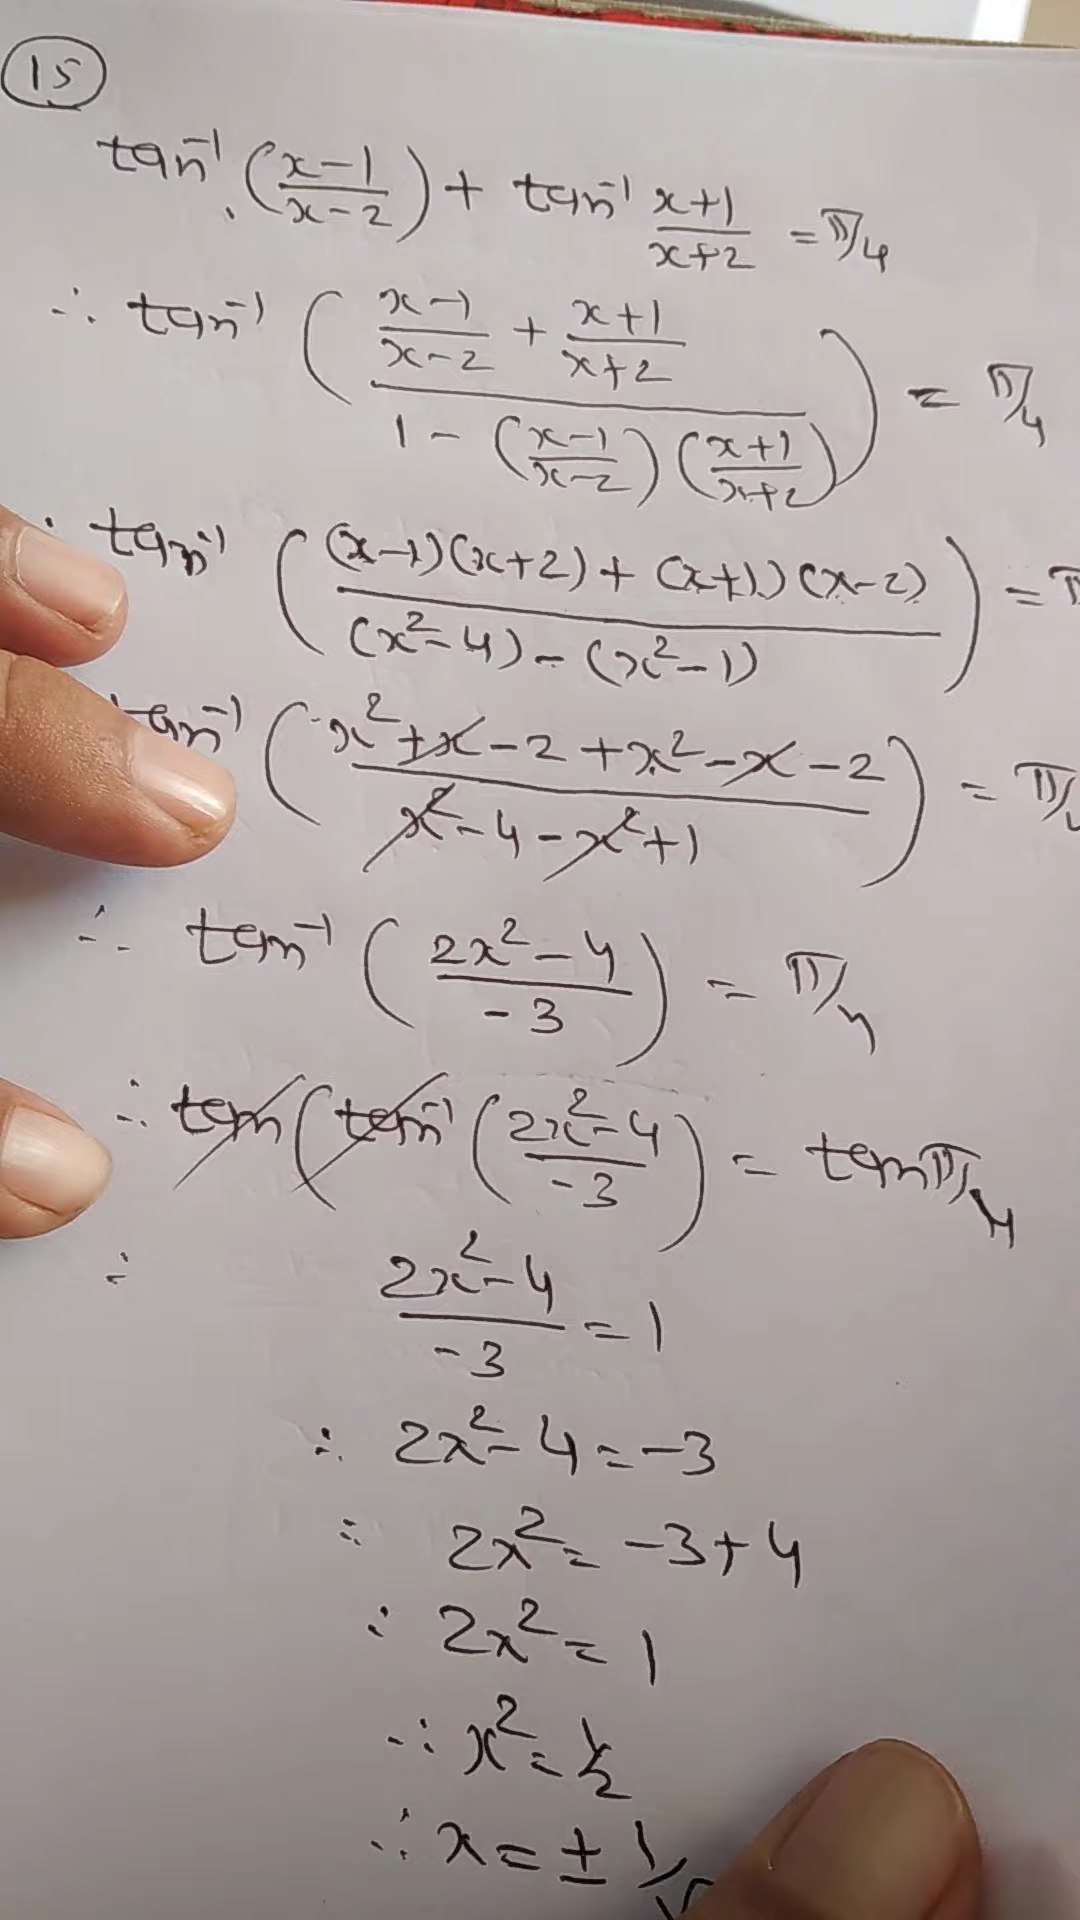 15
tan⁻¹ (x-1/x-2) + tan⁻¹ x+1/x+2 = π/4
∴ tan⁻¹ ( (x-1/x-2 + x+1/x+2) / (1 - (x-1/x-2) (x+1/x+2)) ) = π/4
∴ tan⁻¹ ( ((x-1)(x+2) + (x+1)(x-2)) / ((x²-4) - (x²-1)) ) = π
tan⁻¹ ( (x² + x - 2 + x² - x - 2) / (x² - 4 - x² + 1) ) = π/4
∴ tan⁻¹ ( (2x² - 4) / -3 ) = π/4
∴ tan ( tan⁻¹ ( (2x² - 4) / -3 ) = tan π/4
∴ (2x² - 4) / -3 = 1
∴ 2x² - 4 = -3
∴ 2x² = -3 + 4
∴ 2x² = 1
∴ x² = 1/2
∴ x = ± 1/√